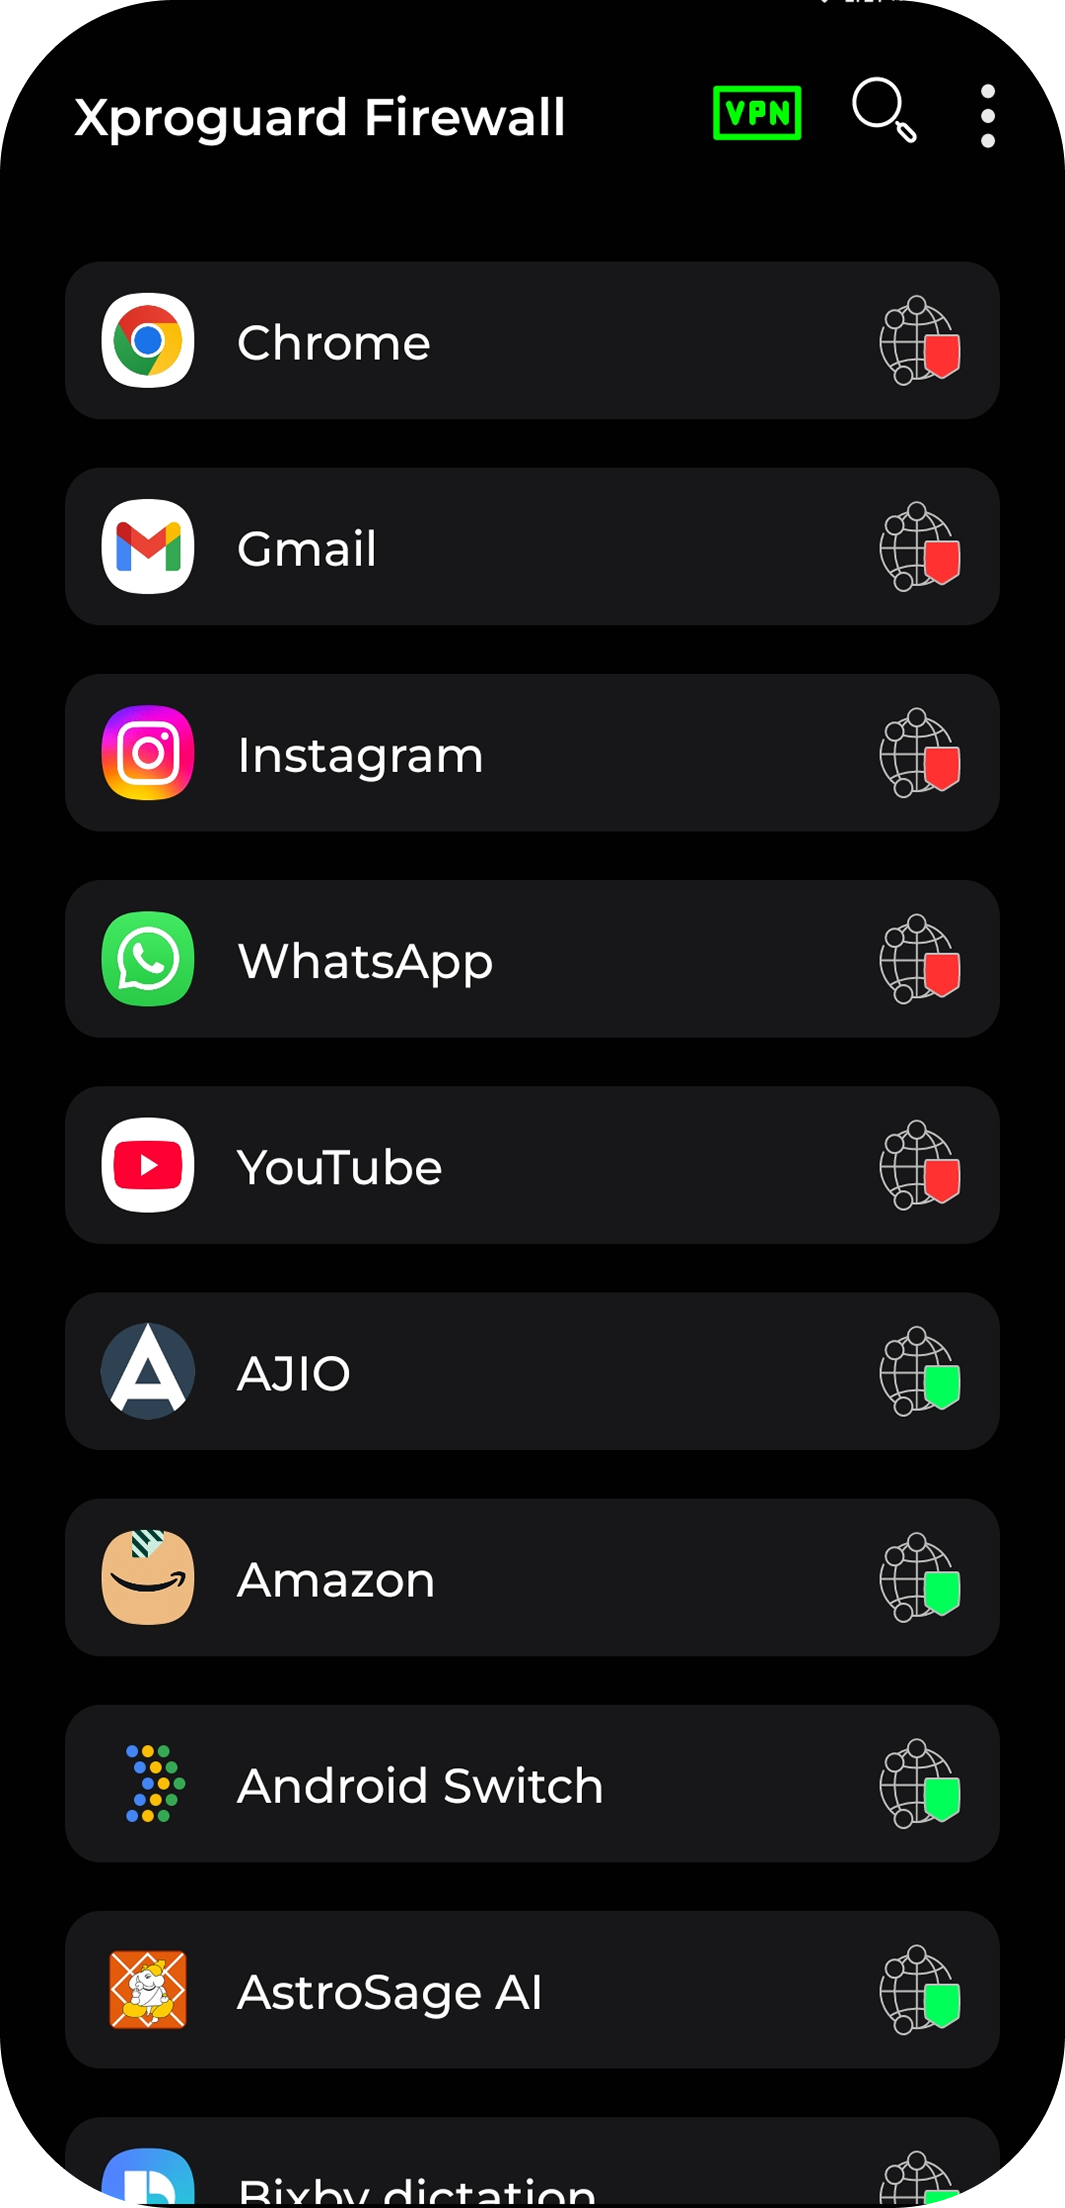 Xproguard Firewall
VPN
Chrome
Gmail
Instagram
WhatsApp
YouTube
AJIO
Amazon
Android Switch
AstroSage AI
Bixby dictation